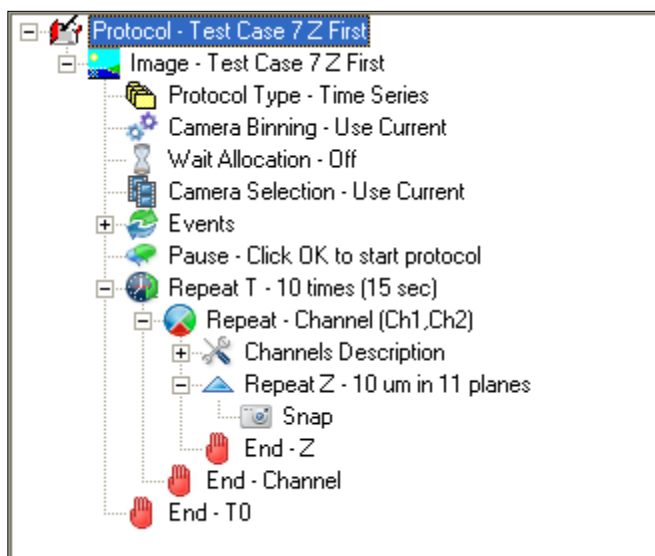 Protocol - Test Case 7 Z First
Image - Test Case 7 Z First
Protocol Type - Time Series
Camera Binning - Use Current
Wait Allocation - Off
Camera Selection - Use Current
Events
Pause - Click OK to start protocol
Repeat T - 10 times (15 sec)
Repeat - Channel (Ch1,Ch2)
Channels Description
Repeat Z - 10 um in 11 planes
Snap
End - Z
End - Channel
End - T0